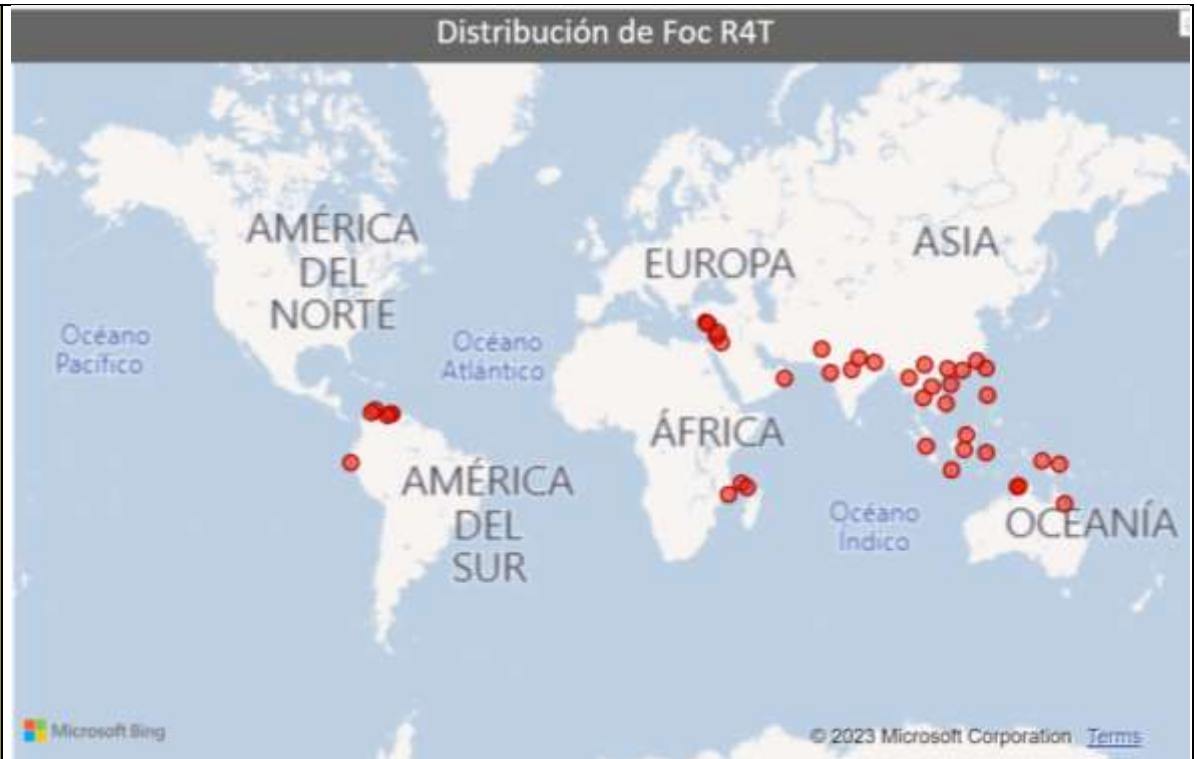 Distribución de Foc R4T
AMÉRICA
DEL
NORTE
EUROPA
ASIA
Océano
Pacífico
Océano
Atlántico
ÁFRICA
AMÉRICA
DEL
SUR
Océano
Índico
OCEANÍA
Microsoft Bing
© 2023 Microsoft Corporation Terms